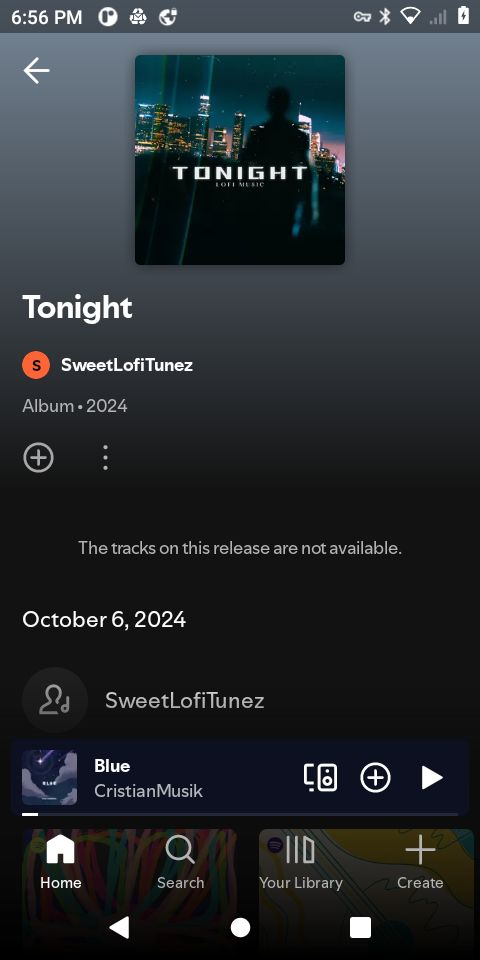 6:56 PM
TONIGHT
LOFI MUSIC
Tonight
S
SweetLofiTunez
Album • 2024
The tracks on this release are not available.
October 6, 2024
SweetLofiTunez
Blue
CristianMusik
Home
Search
Your Library
Create